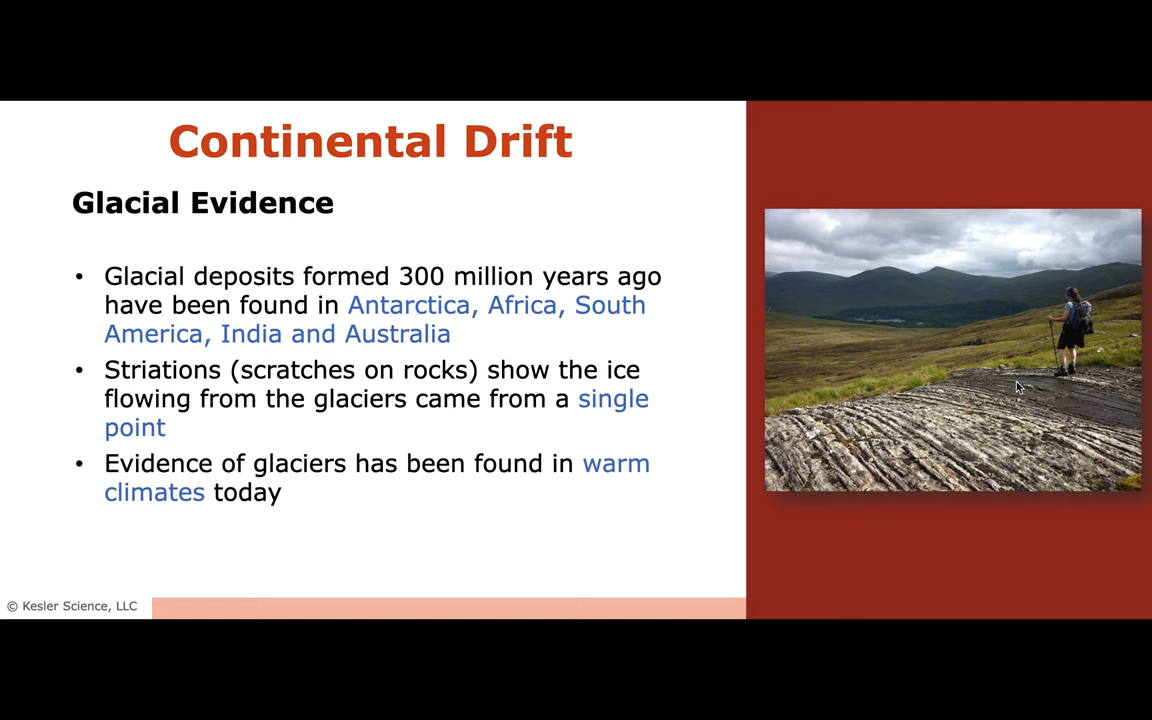 Continental Drift
Glacial Evidence
• Glacial deposits formed 300 million years ago
have been found in Antarctica, Africa, South
America, India and Australia
• Striations (scratches on rocks) show the ice
flowing from the glaciers came from a single
point
• Evidence of glaciers has been found in warm
climates today
© Kesler Science, LLC